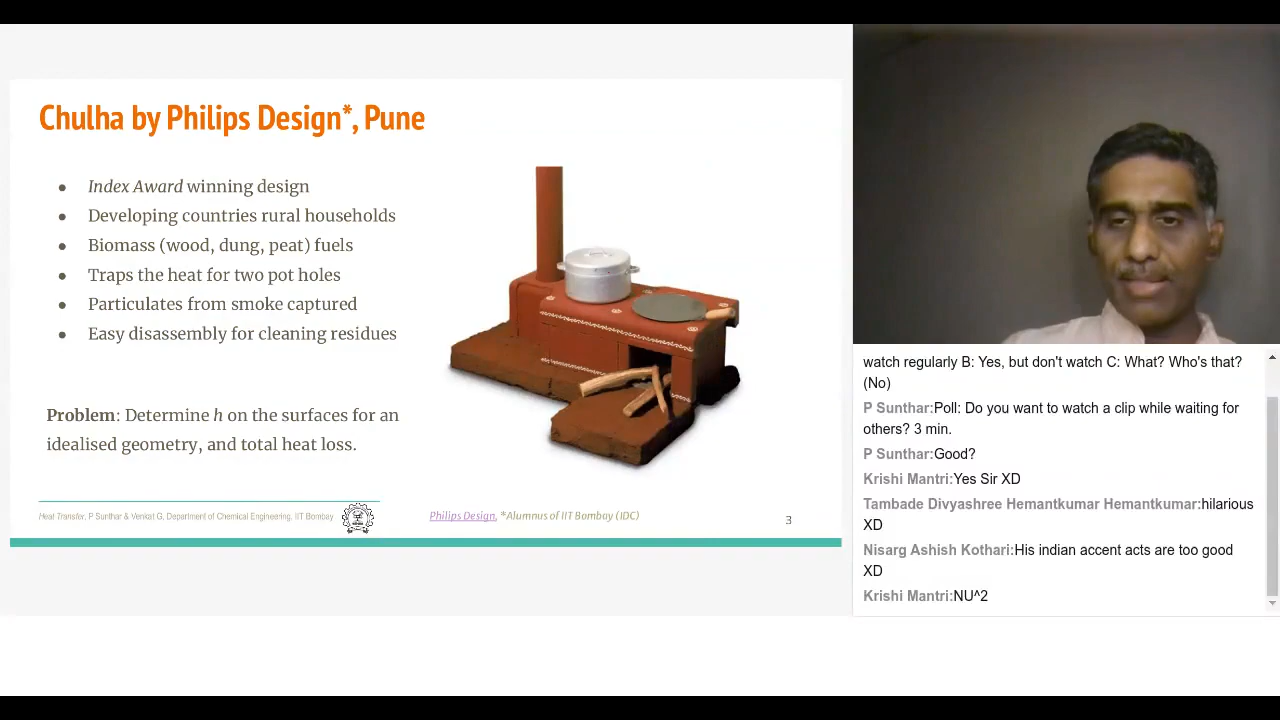 Chulha by Philips Design*, Pune
● Index Award winning design
● Developing countries rural households
● Biomass (wood, dung, peat) fuels
● Traps the heat for two pot holes
● Particulates from smoke captured
● Easy disassembly for cleaning residues
Problem: Determine h on the surfaces for an
idealised geometry, and total heat loss.
Heat Transfer, P Sunthar & Venkat G, Department of Chemical Engineering, IIT Bombay
Philips Design, *Alumnus of IIT Bombay (IDC)
3
watch regularly B: Yes, but don't watch C: What? Who's that?
(No)
P Sunthar:Poll: Do you want to watch a clip while waiting for
others? 3 min.
P Sunthar:Good?
Krishi Mantri:Yes Sir XD
Tambade Divyashree Hemantkumar Hemantkumar:hilarious
XD
Nisarg Ashish Kothari:His indian accent acts are too good
XD
Krishi Mantri:NU^2